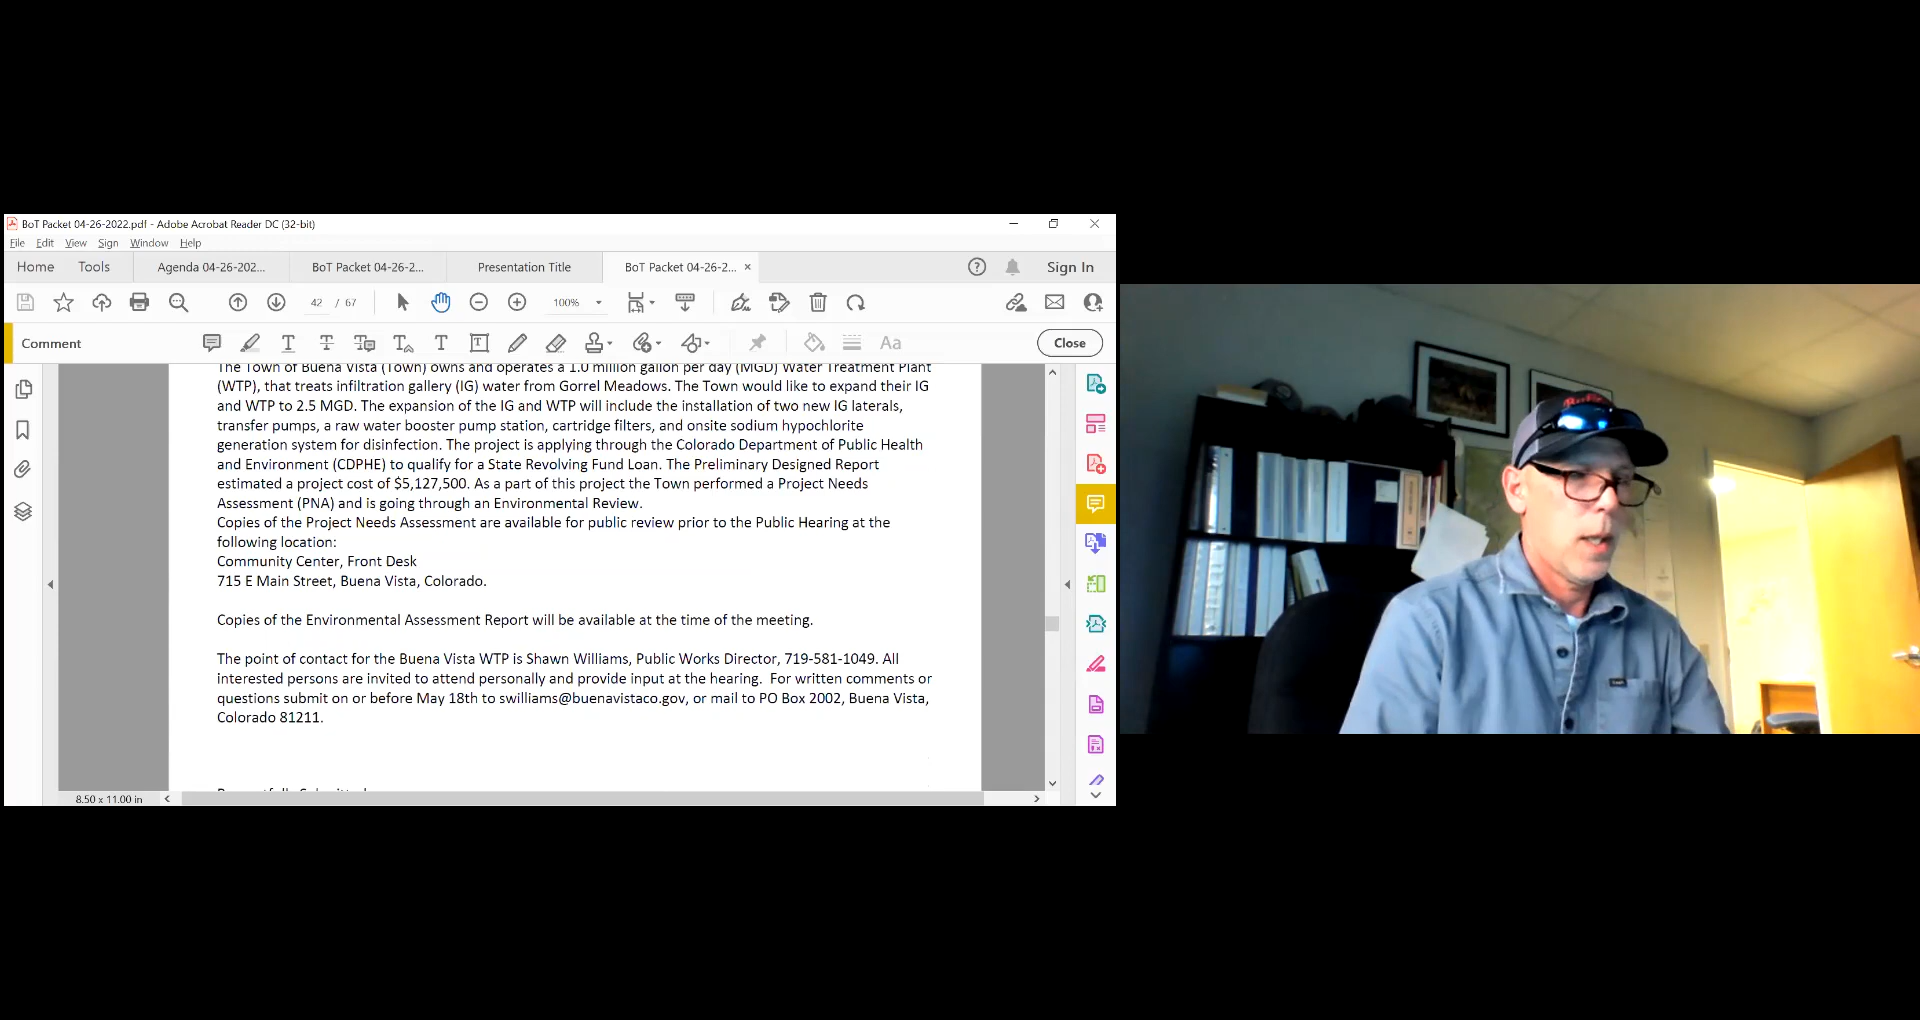 BoT Packet 04-26-2022.pdf - Adobe Acrobat Reader DC (32-bit)
File Edit View Sign Window Help
Home Tools Agenda 04-26-202... BoT Packet 04-26-2... Presentation Title BoT Packet 04-26-2... × Sign In
42 / 67 100%
Comment Aa Close
The Town of Buena Vista (Town) owns and operates a 1.0 million gallon per day (MGD) Water Treatment Plant
(WTP), that treats infiltration gallery (IG) water from Gorrel Meadows. The Town would like to expand their IG
and WTP to 2.5 MGD. The expansion of the IG and WTP will include the installation of two new IG laterals,
transfer pumps, a raw water booster pump station, cartridge filters, and onsite sodium hypochlorite
generation system for disinfection. The project is applying through the Colorado Department of Public Health
and Environment (CDPHE) to qualify for a State Revolving Fund Loan. The Preliminary Designed Report
estimated a project cost of $5,127,500. As a part of this project the Town performed a Project Needs
Assessment (PNA) and is going through an Environmental Review.
Copies of the Project Needs Assessment are available for public review prior to the Public Hearing at the
following location:
Community Center, Front Desk
715 E Main Street, Buena Vista, Colorado.
Copies of the Environmental Assessment Report will be available at the time of the meeting.
The point of contact for the Buena Vista WTP is Shawn Williams, Public Works Director, 719-581-1049. All
interested persons are invited to attend personally and provide input at the hearing. For written comments or
questions submit on or before May 18th to swilliams@buenavistaco.gov, or mail to PO Box 2002, Buena Vista,
Colorado 81211.
8.50 x 11.00 in